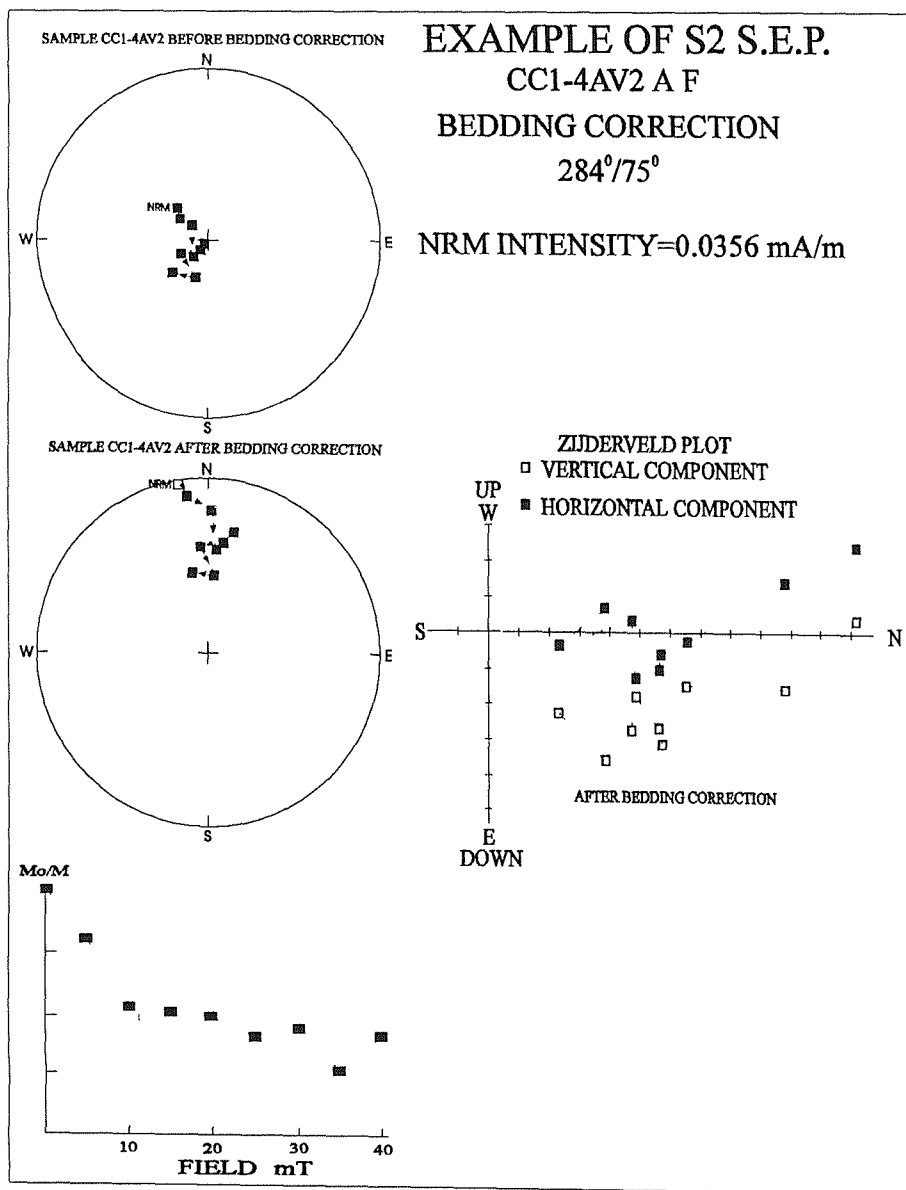 EXAMPLE OF S2 S.E.P.
CC1-4AV2 A F
BEDDING CORRECTION
284⁰/75⁰
NRM INTENSITY=0.0356 mA/m
SAMPLE CC1-4AV2 BEFORE BEDDING CORRECTION
N
NRM
W
E
S
SAMPLE CC1-4AV2 AFTER BEDDING CORRECTION
N
NRM
W
E
S
ZIJDERVELD PLOT
VERTICAL COMPONENT
HORIZONTAL COMPONENT
UP
W
S
N
AFTER BEDDING CORRECTION
E
DOWN
Mo/M
10 20 30 40
FIELD mT